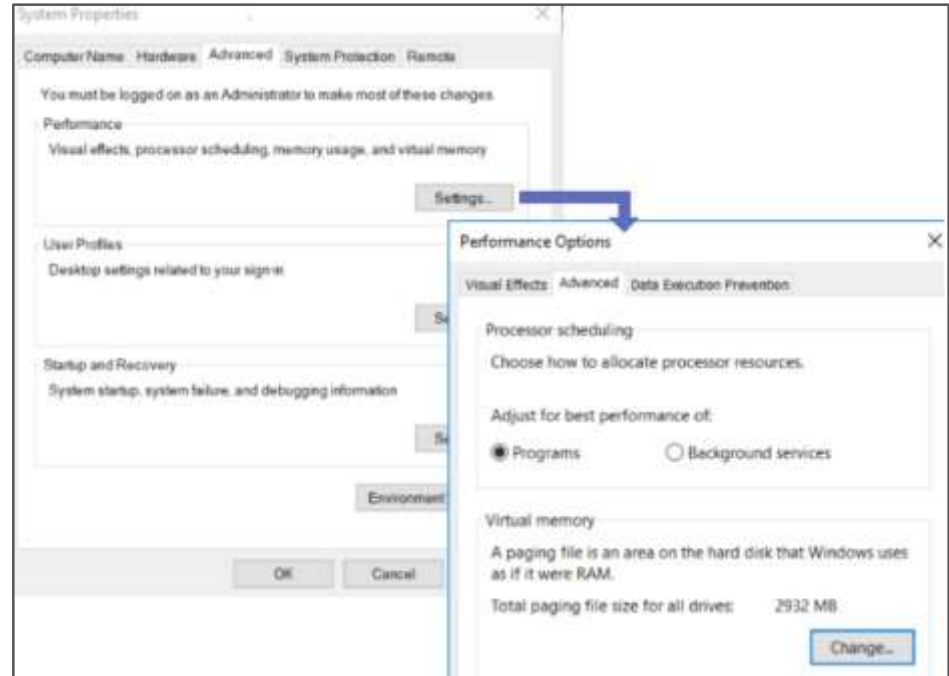 System Properties
Computer Name Hardware Advanced System Protection Remote
You must be logged on as an Administrator to make most of these changes.
Performance
Visual effects, processor scheduling, memory usage, and virtual memory
Settings...
User Profiles
Desktop settings related to your sign-in
Se
Startup and Recovery
System startup, system failure, and debugging information
Se
Environment
OK Cancel
Performance Options
Visual Effects Advanced Data Execution Prevention
Processor scheduling
Choose how to allocate processor resources.
Adjust for best performance of:
Programs Background services
Virtual memory
A paging file is an area on the hard disk that Windows uses
as if it were RAM.
Total paging file size for all drives: 2932 MB
Change...